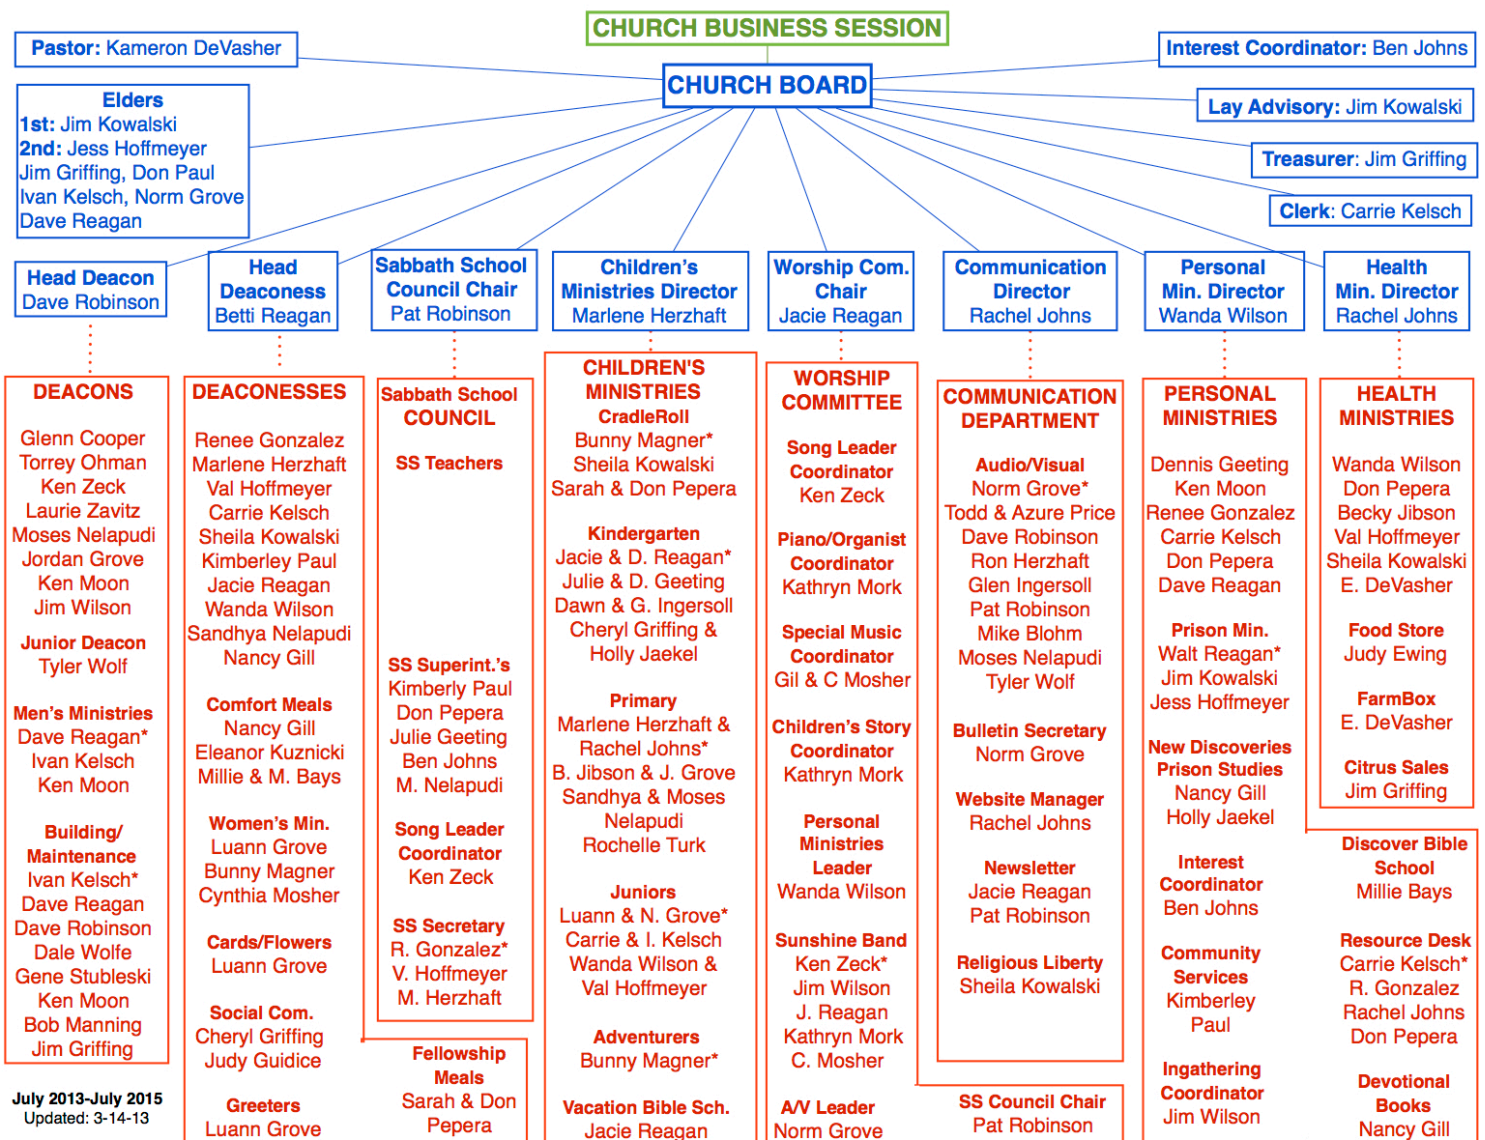 CHURCH BUSINESS SESSION
CHURCH BOARD
Pastor: Kameron DeVasher
Elders
1st: Jim Kowalski
2nd: Jess Hoffmeyer
Jim Griffing, Don Paul
Ivan Kelsch, Norm Grove
Dave Reagan
Interest Coordinator: Ben Johns
Lay Advisory: Jim Kowalski
Treasurer: Jim Griffing
Clerk: Carrie Kelsch
Head Deacon
Dave Robinson
Head
Deaconess
Betti Reagan
Sabbath School
Council Chair
Pat Robinson
Children's
Ministries Director
Marlene Herzhaft
Worship Com.
Chair
Jacie Reagan
Communication
Director
Rachel Johns
Personal
Min. Director
Wanda Wilson
Health
Min. Director
Rachel Johns
DEACONS
Glenn Cooper
Torrey Ohman
Ken Zeck
Laurie Zavitz
Moses Nelapudi
Jordan Grove
Ken Moon
Jim Wilson
Junior Deacon
Tyler Wolf
Men's Ministries
Dave Reagan*
Ivan Kelsch
Ken Moon
Building/
Maintenance
Ivan Kelsch*
Dave Reagan
Dave Robinson
Dale Wolfe
Gene Stubleski
Ken Moon
Bob Manning
Jim Griffing
July 2013-July 2015
Updated: 3-14-13
DEACONESSES
Renee Gonzalez
Marlene Herzhaft
Val Hoffmeyer
Carrie Kelsch
Sheila Kowalski
Kimberley Paul
Jacie Reagan
Wanda Wilson
Sandhya Nelapudi
Nancy Gill
Comfort Meals
Nancy Gill
Eleanor Kuznicki
Millie & M. Bays
Women's Min.
Luann Grove
Bunny Magner
Cynthia Mosher
Cards/Flowers
Luann Grove
Social Com.
Cheryl Griffing
Judy Guidice
Greeters
Luann Grove
Sabbath School
COUNCIL
SS Teachers
SS Superint.'s
Kimberly Paul
Don Pepera
Julie Geeting
Ben Johns
M. Nelapudi
Song Leader
Coordinator
Ken Zeck
SS Secretary
R. Gonzalez*
V. Hoffmeyer
M. Herzhaft
Fellowship
Meals
Sarah & Don
Pepera
CHILDREN'S
MINISTRIES
CradleRoll
Bunny Magner*
Sheila Kowalski
Sarah & Don Pepera
Kindergarten
Jacie & D. Reagan*
Julie & D. Geeting
Dawn & G. Ingersoll
Cheryl Griffing &
Holly Jaekel
Primary
Marlene Herzhaft &
Rachel Johns*
B. Jibson & J. Grove
Sandhya & Moses
Nelapudi
Rochelle Turk
Juniors
Luann & N. Grove*
Carrie & I. Kelsch
Wanda Wilson &
Val Hoffmeyer
Adventurers
Bunny Magner*
Vacation Bible Sch.
Jacie Reagan
WORSHIP
COMMITTEE
Song Leader
Coordinator
Ken Zeck
Piano/Organist
Coordinator
Kathryn Mork
Special Music
Coordinator
Gil & C Mosher
Children's Story
Coordinator
Kathryn Mork
Personal
Ministries
Leader
Wanda Wilson
Sunshine Band
Ken Zeck*
Jim Wilson
J. Reagan
Kathryn Mork
C. Mosher
A/V Leader
Norm Grove
COMMUNICATION
DEPARTMENT
Audio/Visual
Norm Grove*
Todd & Azure Price
Dave Robinson
Ron Herzhaft
Glen Ingersoll
Pat Robinson
Mike Blohm
Moses Nelapudi
Tyler Wolf
Bulletin Secretary
Norm Grove
Website Manager
Rachel Johns
Newsletter
Jacie Reagan
Pat Robinson
Religious Liberty
Sheila Kowalski
SS Council Chair
Pat Robinson
PERSONAL
MINISTRIES
Dennis Geeting
Ken Moon
Renee Gonzalez
Carrie Kelsch
Don Pepera
Dave Reagan
Prison Min.
Walt Reagan*
Jim Kowalski
Jess Hoffmeyer
New Discoveries
Prison Studies
Nancy Gill
Holly Jaekel
Interest
Coordinator
Ben Johns
Community
Services
Kimberley
Paul
Ingathering
Coordinator
Jim Wilson
HEALTH
MINISTRIES
Wanda Wilson
Don Pepera
Becky Jibson
Val Hoffmeyer
Sheila Kowalski
E. DeVasher
Food Store
Judy Ewing
FarmBox
E. DeVasher
Citrus Sales
Jim Griffing
Discover Bible
School
Millie Bays
Resource Desk
Carrie Kelsch*
R. Gonzalez
Rachel Johns
Don Pepera
Devotional
Books
Nancy Gill